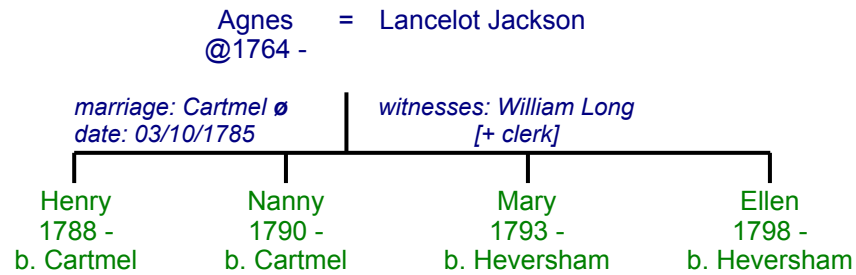 Agnes = Lancelot Jackson
@1764 -
marriage: Cartmel ø witnesses: William Long
date: 03/10/1785 [+ clerk]
Henry Nanny Mary Ellen
1788 - 1790 - 1793 - 1798 -
b. Cartmel b. Cartmel b. Heversham b. Heversham